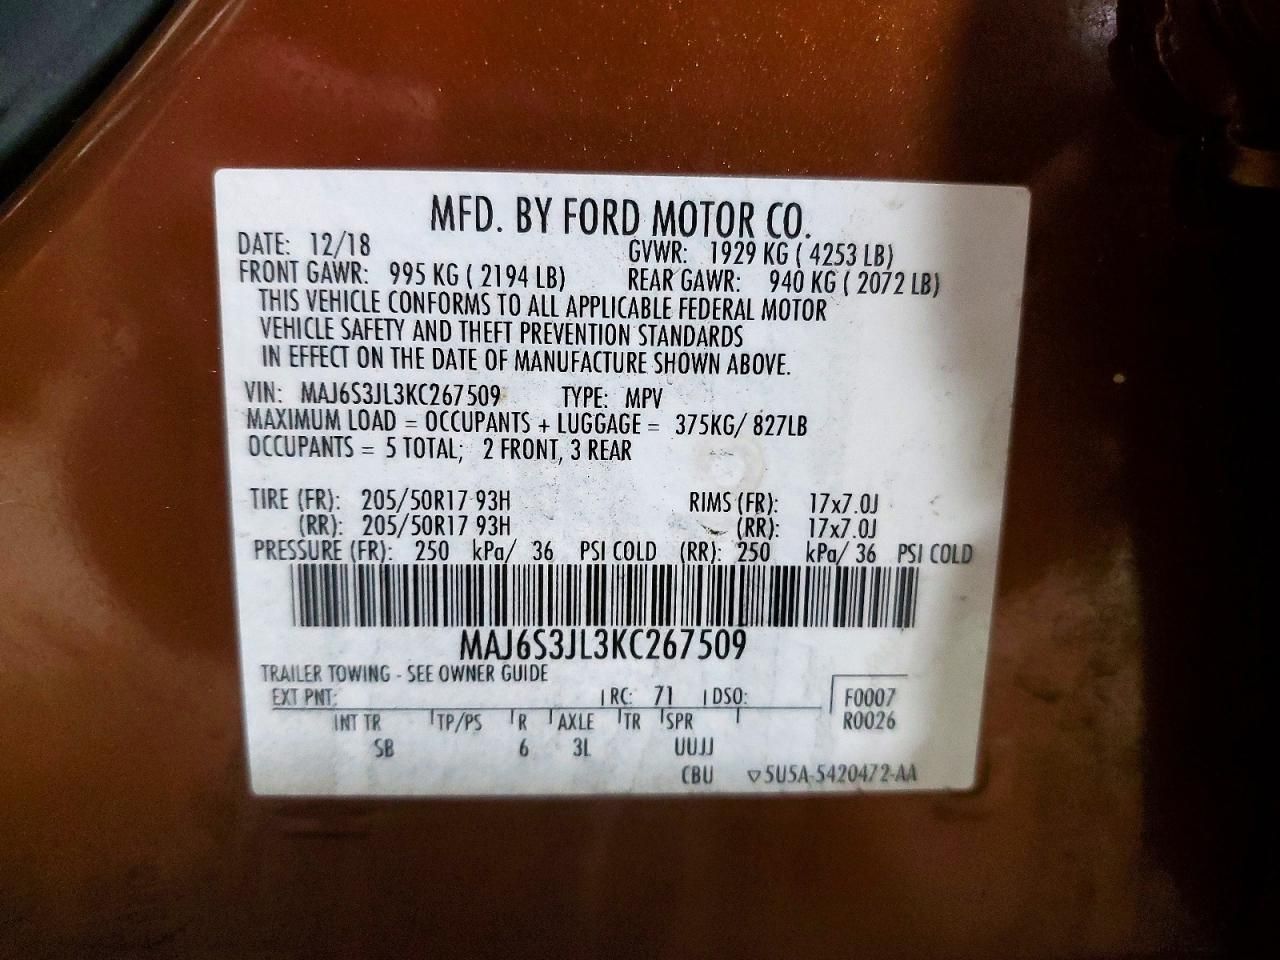 MFD. BY FORD MOTOR CO.
DATE: 12/18 GVWR: 1929 KG ( 4253 LB)
FRONT GAWR: 995 KG ( 2194 LB) REAR GAWR: 940 KG ( 2072 LB)
THIS VEHICLE CONFORMS TO ALL APPLICABLE FEDERAL MOTOR
VEHICLE SAFETY AND THEFT PREVENTION STANDARDS
IN EFFECT ON THE DATE OF MANUFACTURE SHOWN ABOVE.
VIN: MAJ6S3JL3KC267509 TYPE: MPV
MAXIMUM LOAD = OCCUPANTS + LUGGAGE = 375KG/ 827LB
OCCUPANTS = 5 TOTAL; 2 FRONT, 3 REAR
TIRE (FR): 205/50R17 93H RIMS (FR): 17x7.0J
(RR): 205/50R17 93H (RR): 17x7.0J
PRESSURE (FR): 250 kPa/ 36 PSI COLD (RR): 250 kPa/ 36 PSI COLD
MAJ6S3JL3KC267509
TRAILER TOWING - SEE OWNER GUIDE
EXT PNT: RC: 71 DSO: F0007
R0026
INT TR TP/PS R AXLE TR SPR
SB 6 3L UUJJ
CBU ▽5U5A-5420472-AA